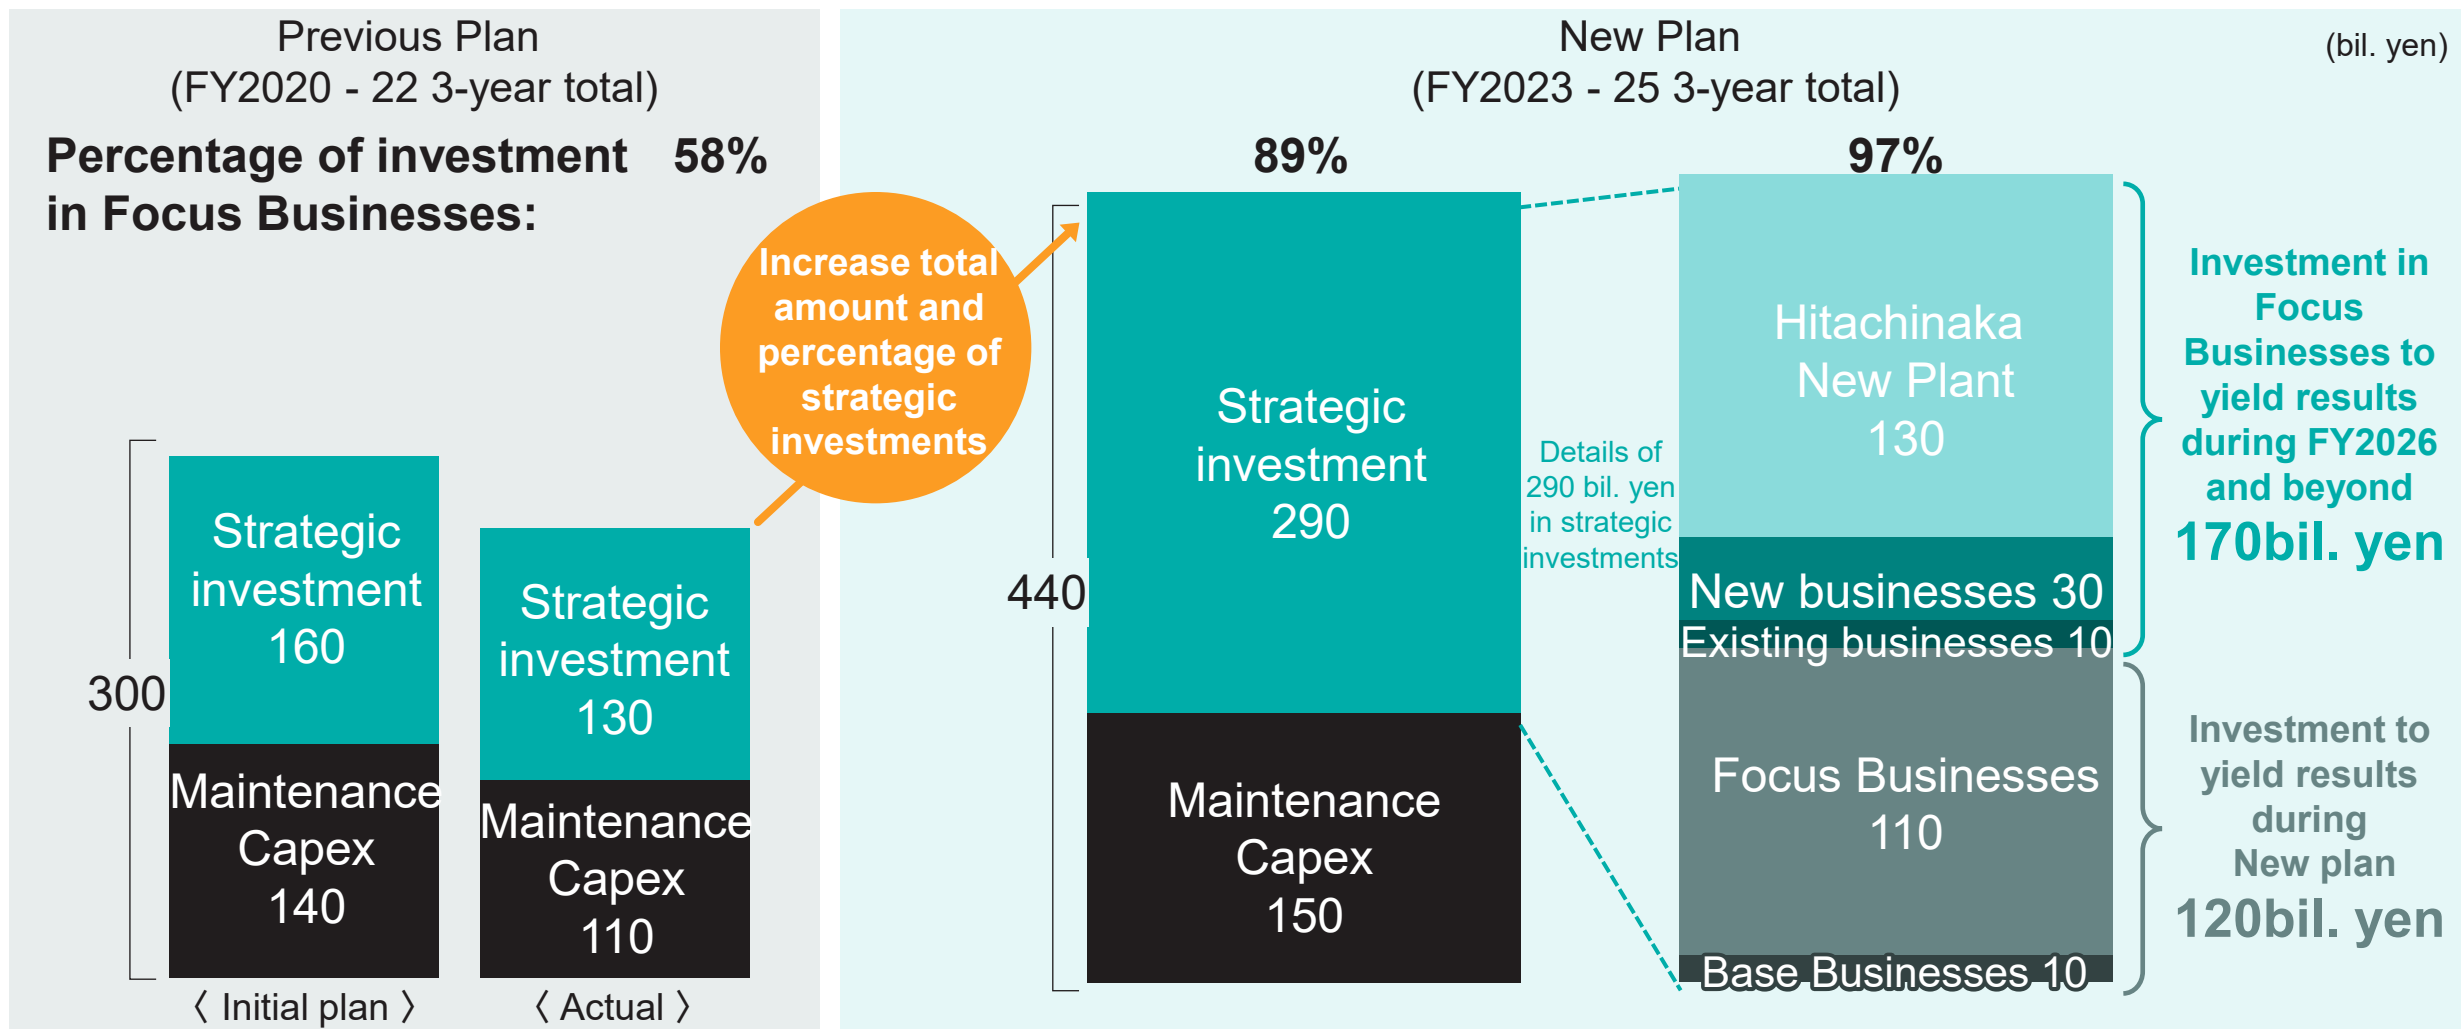 Previous Plan
(FY2020 - 22 3-year total)
Percentage of investment 58%
in Focus Businesses:
300
Strategic
investment
160
Maintenance
Capex
140
〈 Initial plan 〉
Strategic
investment
130
Maintenance
Capex
110
〈 Actual 〉
Increase total
amount and
percentage of
strategic
investments
New Plan
(FY2023 - 25 3-year total)
(bil. yen)
89%
440
Strategic
investment
290
Maintenance
Capex
150
Details of
290 bil. yen
in strategic
investments
97%
Hitachinaka
New Plant
130
New businesses 30
Existing businesses 10
Focus Businesses
110
Base Businesses 10
Investment in
Focus
Businesses to
yield results
during FY2026
and beyond
170bil. yen
Investment to
yield results
during
New plan
120bil. yen